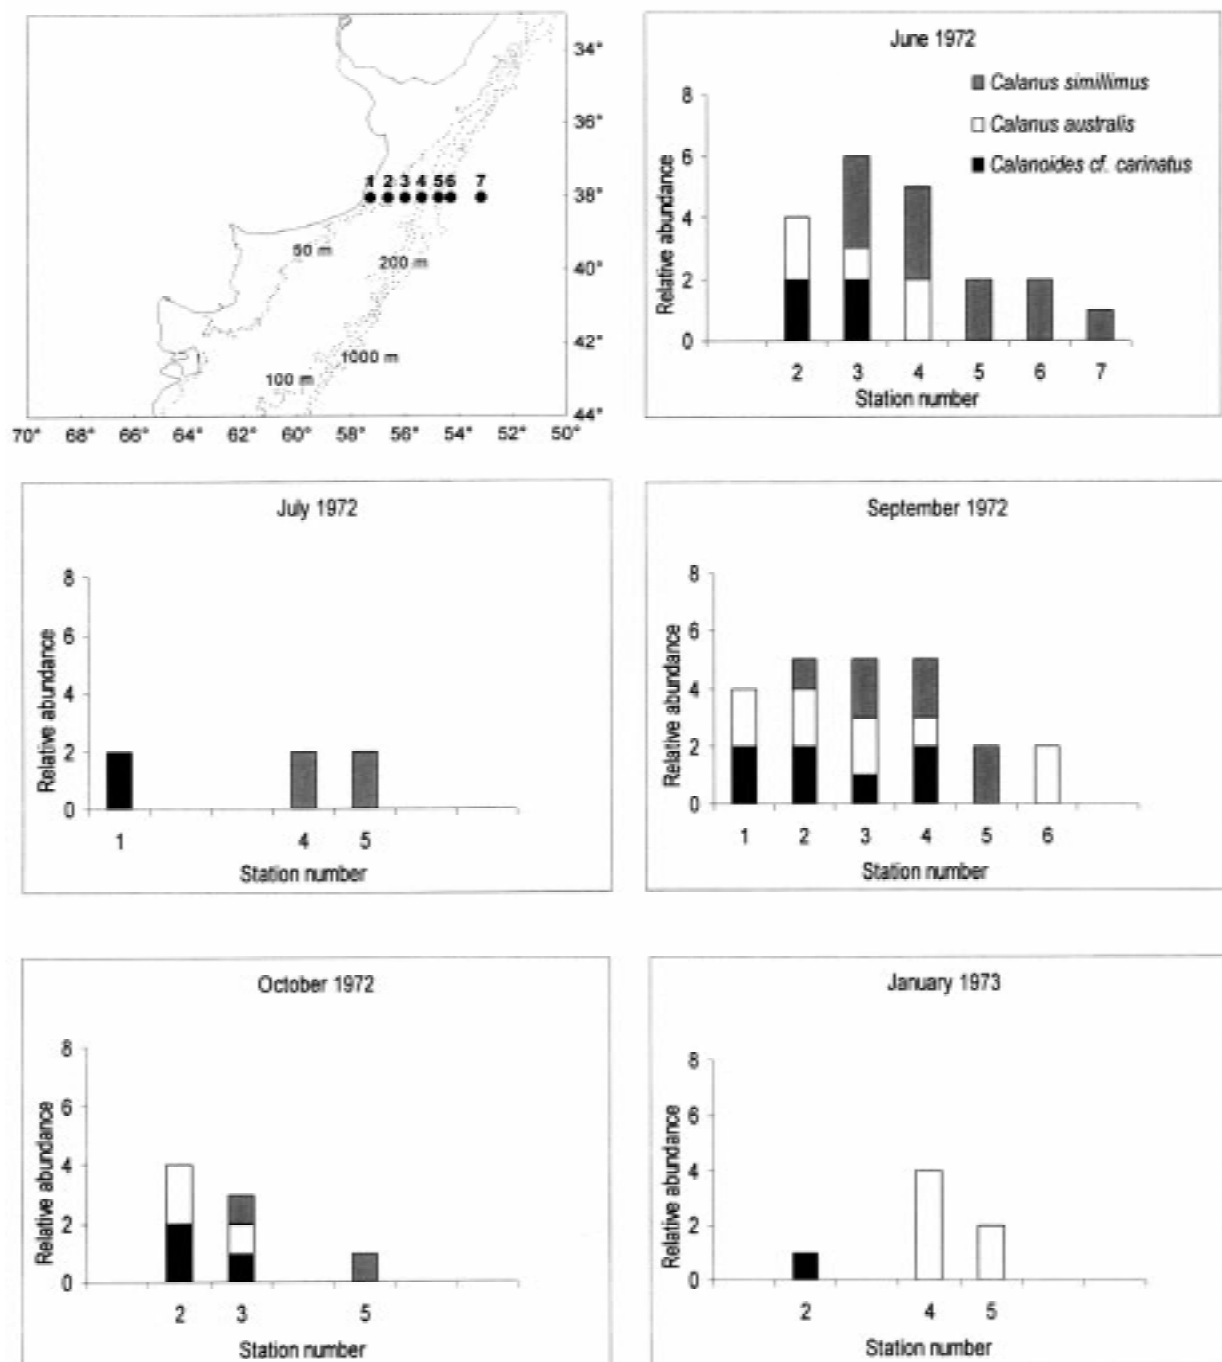 34°
36°
1 2 3 4 5 6 7
38°
50 m
200 m
40°
1000 m
42°
100 m
44°
70° 68° 66° 64° 62° 60° 58° 56° 54° 52° 50°
June 1972
Calanus simillimus
Calanus australis
Calanoides cf. carinatus
Relative abundance
8
6
4
2
0
2 3 4 5 6 7
Station number
July 1972
Relative abundance
8
6
4
2
0
1 4 5
Station number
September 1972
Relative abundance
8
6
4
2
0
1 2 3 4 5 6
Station number
October 1972
Relative abundance
8
6
4
2
0
2 3 5
Station number
January 1973
Relative abundance
8
6
4
2
0
2 4 5
Station number